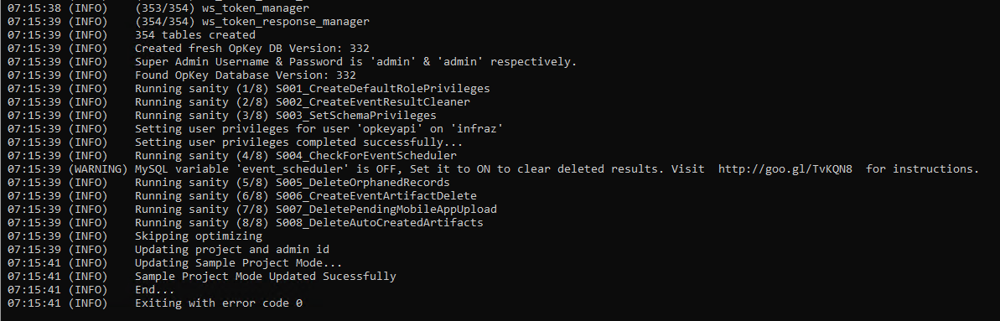 07:15:38 (INFO)    (353/354) ws_token_manager
07:15:39 (INFO)    (354/354) ws_token_response_manager
07:15:39 (INFO)    354 tables created
07:15:39 (INFO)    Created fresh OpKey DB Version: 332
07:15:39 (INFO)    Super Admin Username & Password is 'admin' & 'admin' respectively.
07:15:39 (INFO)    Found OpKey Database Version: 332
07:15:39 (INFO)    Running sanity (1/8) S001_CreateDefaultRolePrivileges
07:15:39 (INFO)    Running sanity (2/8) S002_CreateEventResultCleaner
07:15:39 (INFO)    Running sanity (3/8) S003_SetSchemaPrivileges
07:15:39 (INFO)    Setting user privileges for user 'opkeyapi' on 'infraz'
07:15:39 (INFO)    Setting user privileges completed successfully...
07:15:39 (INFO)    Running sanity (4/8) S004_CheckForEventScheduler
07:15:39 (WARNING) MySQL variable 'event_scheduler' is OFF, Set it to ON to clear deleted results. Visit  http://goo.gl/TvKQN8  for instructions.
07:15:39 (INFO)    Running sanity (5/8) S005_DeleteOrphanedRecords
07:15:39 (INFO)    Running sanity (6/8) S006_CreateEventArtifactDelete
07:15:39 (INFO)    Running sanity (7/8) S007_DeletePendingMobileAppUpload
07:15:39 (INFO)    Running sanity (8/8) S008_DeleteAutoCreatedArtifacts
07:15:39 (INFO)    Skipping optimizing
07:15:39 (INFO)    Updating project and admin id
07:15:41 (INFO)    Updating Sample Project Mode...
07:15:41 (INFO)    Sample Project Mode Updated Sucessfully
07:15:41 (INFO)    End...
07:15:41 (INFO)    Exiting with error code 0